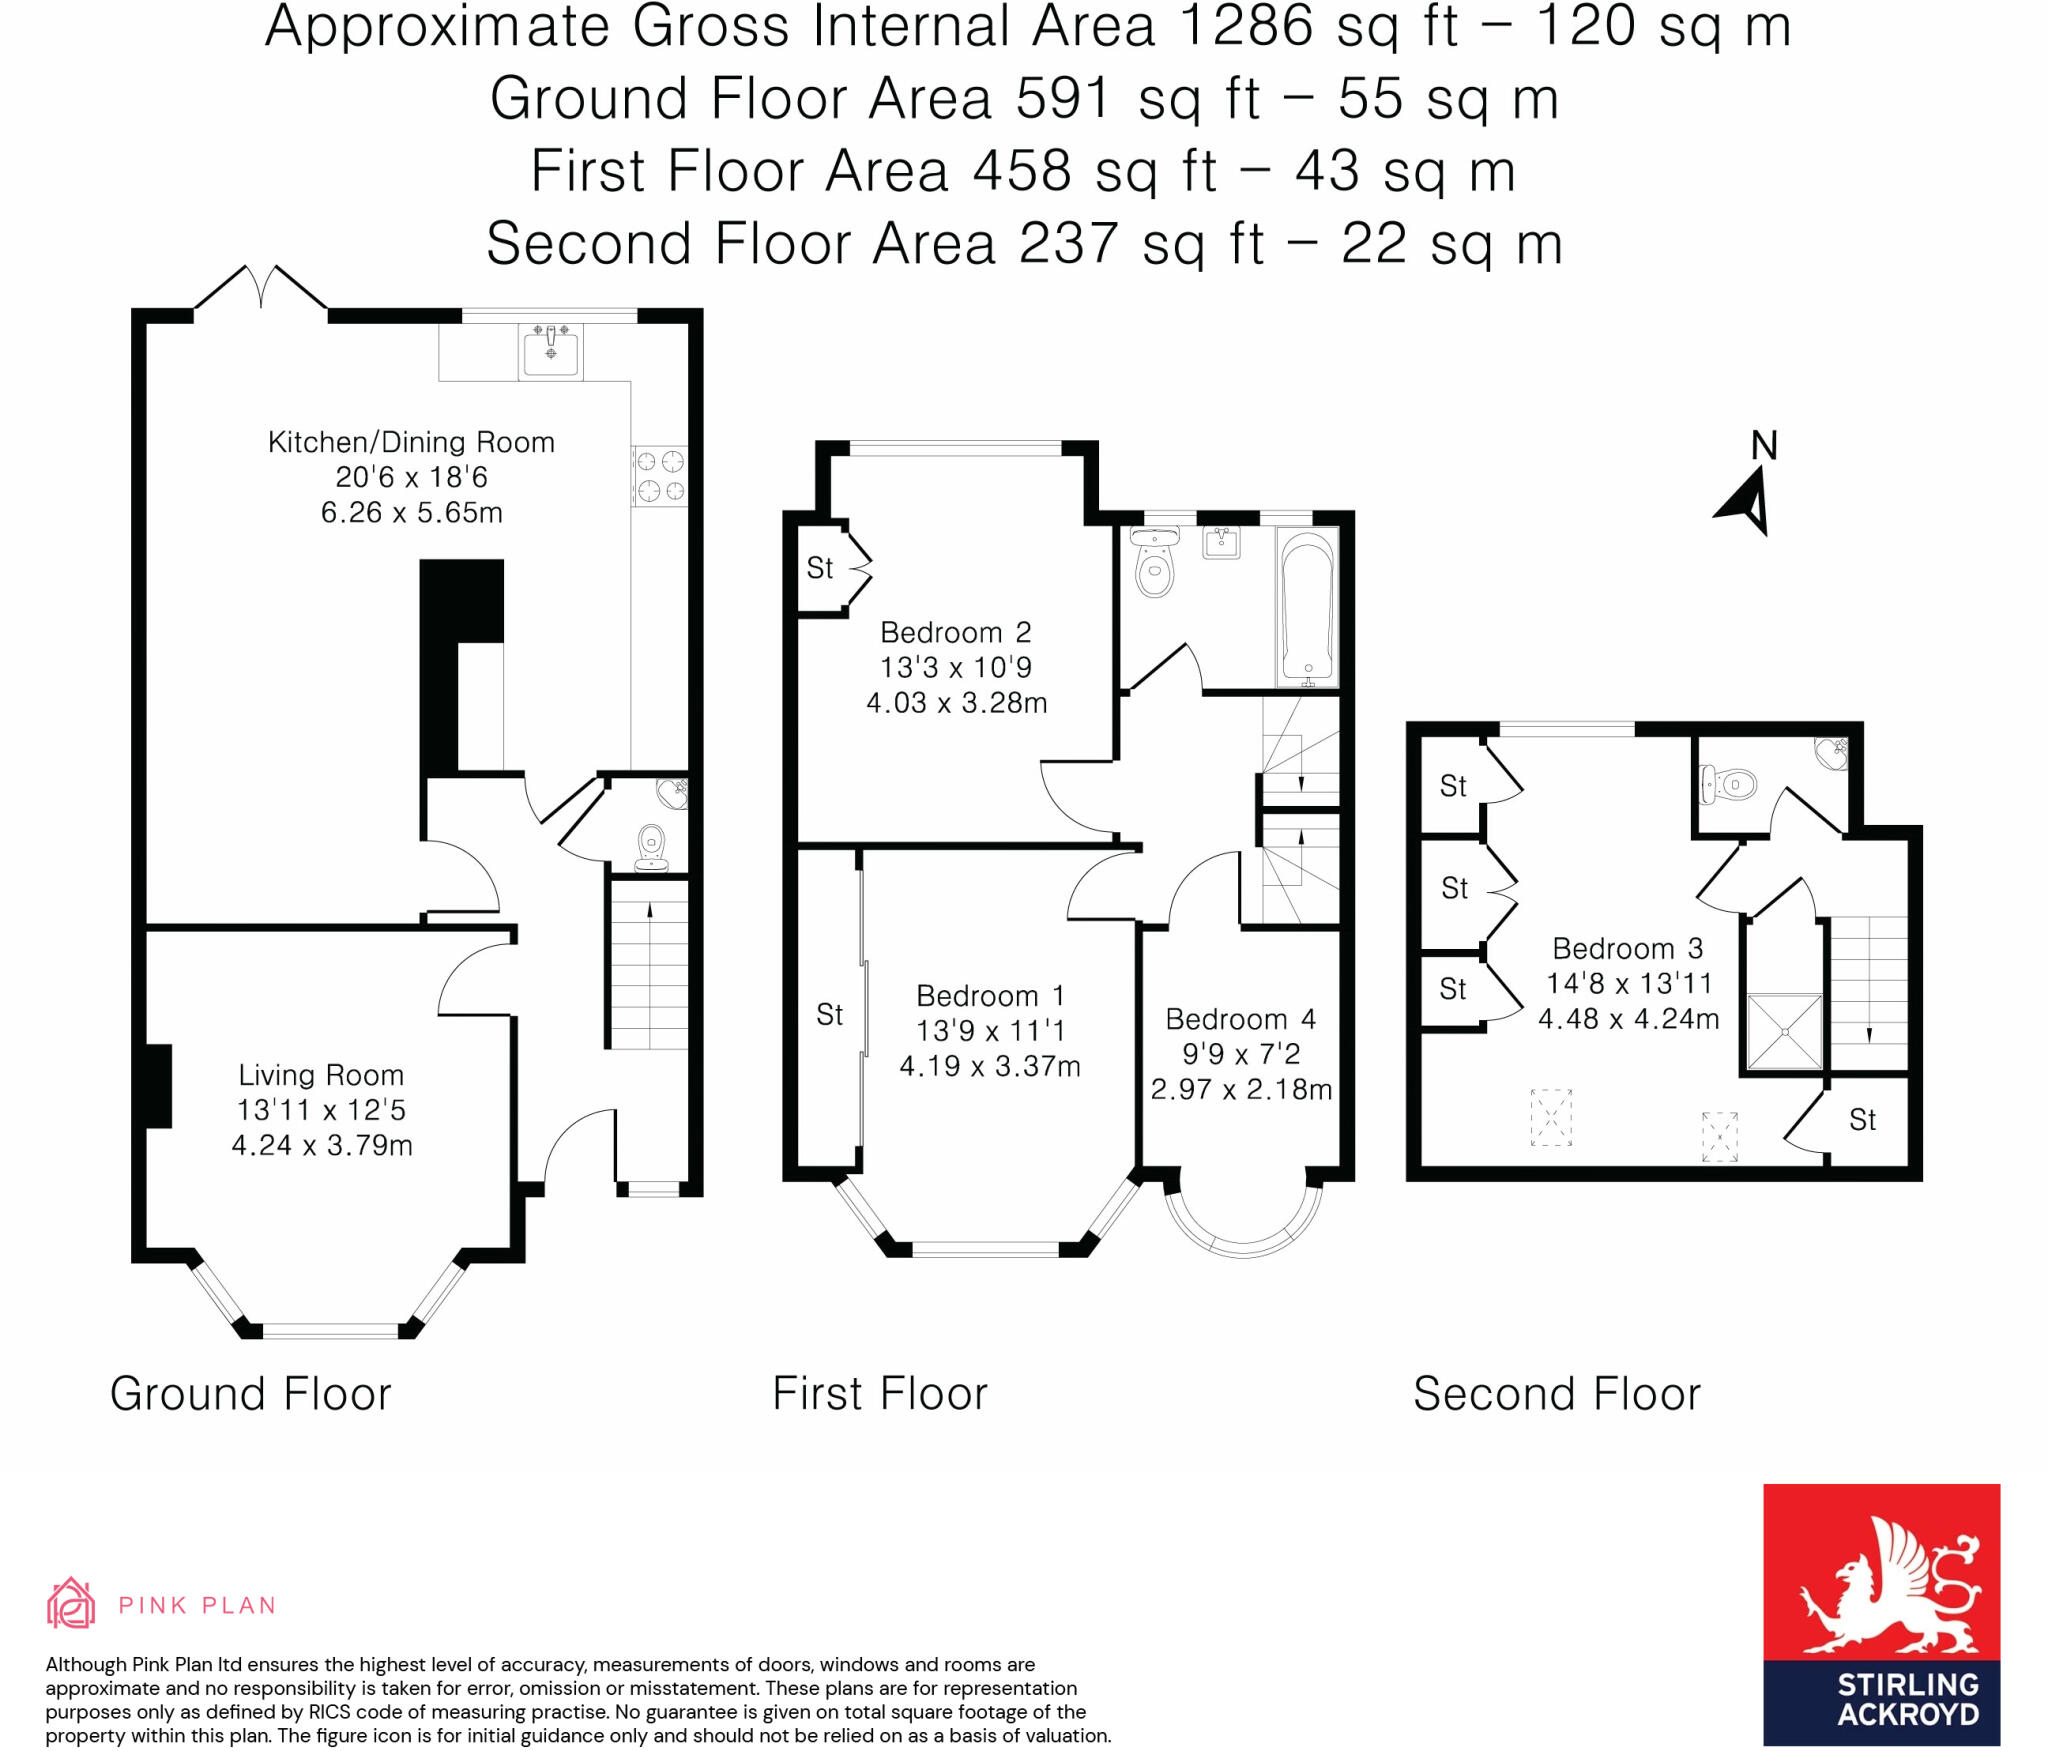 Approximate Gross Internal Area 1286 sq ft – 120 sq m
Ground Floor Area 591 sq ft – 55 sq m
First Floor Area 458 sq ft – 43 sq m
Second Floor Area 237 sq ft – 22 sq m
Kitchen/Dining Room
20'6 x 18'6
6.26 x 5.65m
Living Room
13'11 x 12'5
4.24 x 3.79m
Ground Floor
St
Bedroom 2
13'3 x 10'9
4.03 x 3.28m
St
Bedroom 1
13'9 x 11'1
4.19 x 3.37m
Bedroom 4
9'9 x 7'2
2.97 x 2.18m
First Floor
N
St
St
St
Bedroom 3
14'8 x 13'11
4.48 x 4.24m
St
Second Floor
PINK PLAN
Although Pink Plan ltd ensures the highest level of accuracy, measurements of doors, windows and rooms are
approximate and no responsibility is taken for error, omission or misstatement. These plans are for representation
purposes only as defined by RICS code of measuring practise. No guarantee is given on total square footage of the
property within this plan. The figure icon is for initial guidance only and should not be relied on as a basis of valuation.
STIRLING
ACKROYD